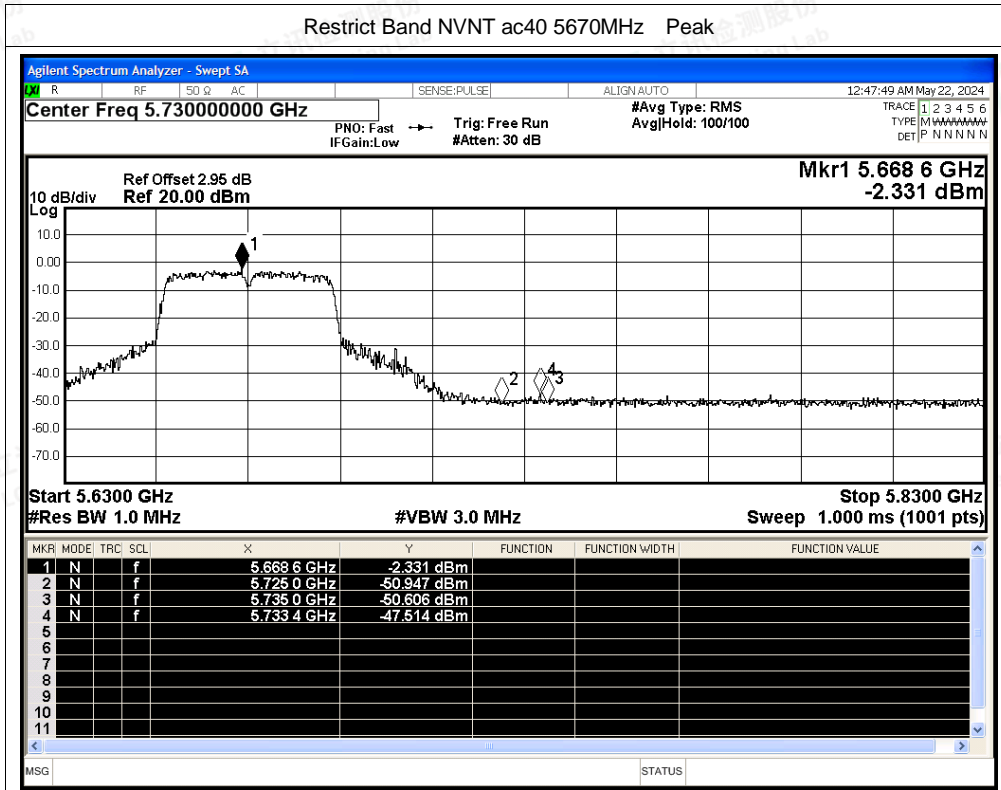 Restrict Band NVNT ac40 5670MHz Peak
Agilent Spectrum Analyzer - Swept SA
LXI R RF 50 Ω AC SENSE:PULSE ALIGN AUTO 12:47:49 AM May 22, 2024
Center Freq 5.730000000 GHz #Avg Type: RMS TRACE 1 2 3 4 5 6
PNO: Fast Trig: Free Run Avg|Hold: 100/100 TYPE M WWWWW
IFGain:Low #Atten: 30 dB DET P N N N N N
Mkr1 5.668 6 GHz
Ref Offset 2.95 dB
10 dB/div Ref 20.00 dBm -2.331 dBm
Log
10.0
1
0.00
-10.0
-20.0
-30.0
-40.0
2 4 3
-50.0
-60.0
-70.0
Start 5.6300 GHz Stop 5.8300 GHz
#Res BW 1.0 MHz #VBW 3.0 MHz Sweep 1.000 ms (1001 pts)
MKR MODE TRC SCL X Y FUNCTION FUNCTION WIDTH FUNCTION VALUE
1 N f 5.668 6 GHz -2.331 dBm
2 N f 5.725 0 GHz -50.947 dBm
3 N f 5.735 0 GHz -50.606 dBm
4 N f 5.733 4 GHz -47.514 dBm
5
6
7
8
9
10
11
MSG STATUS